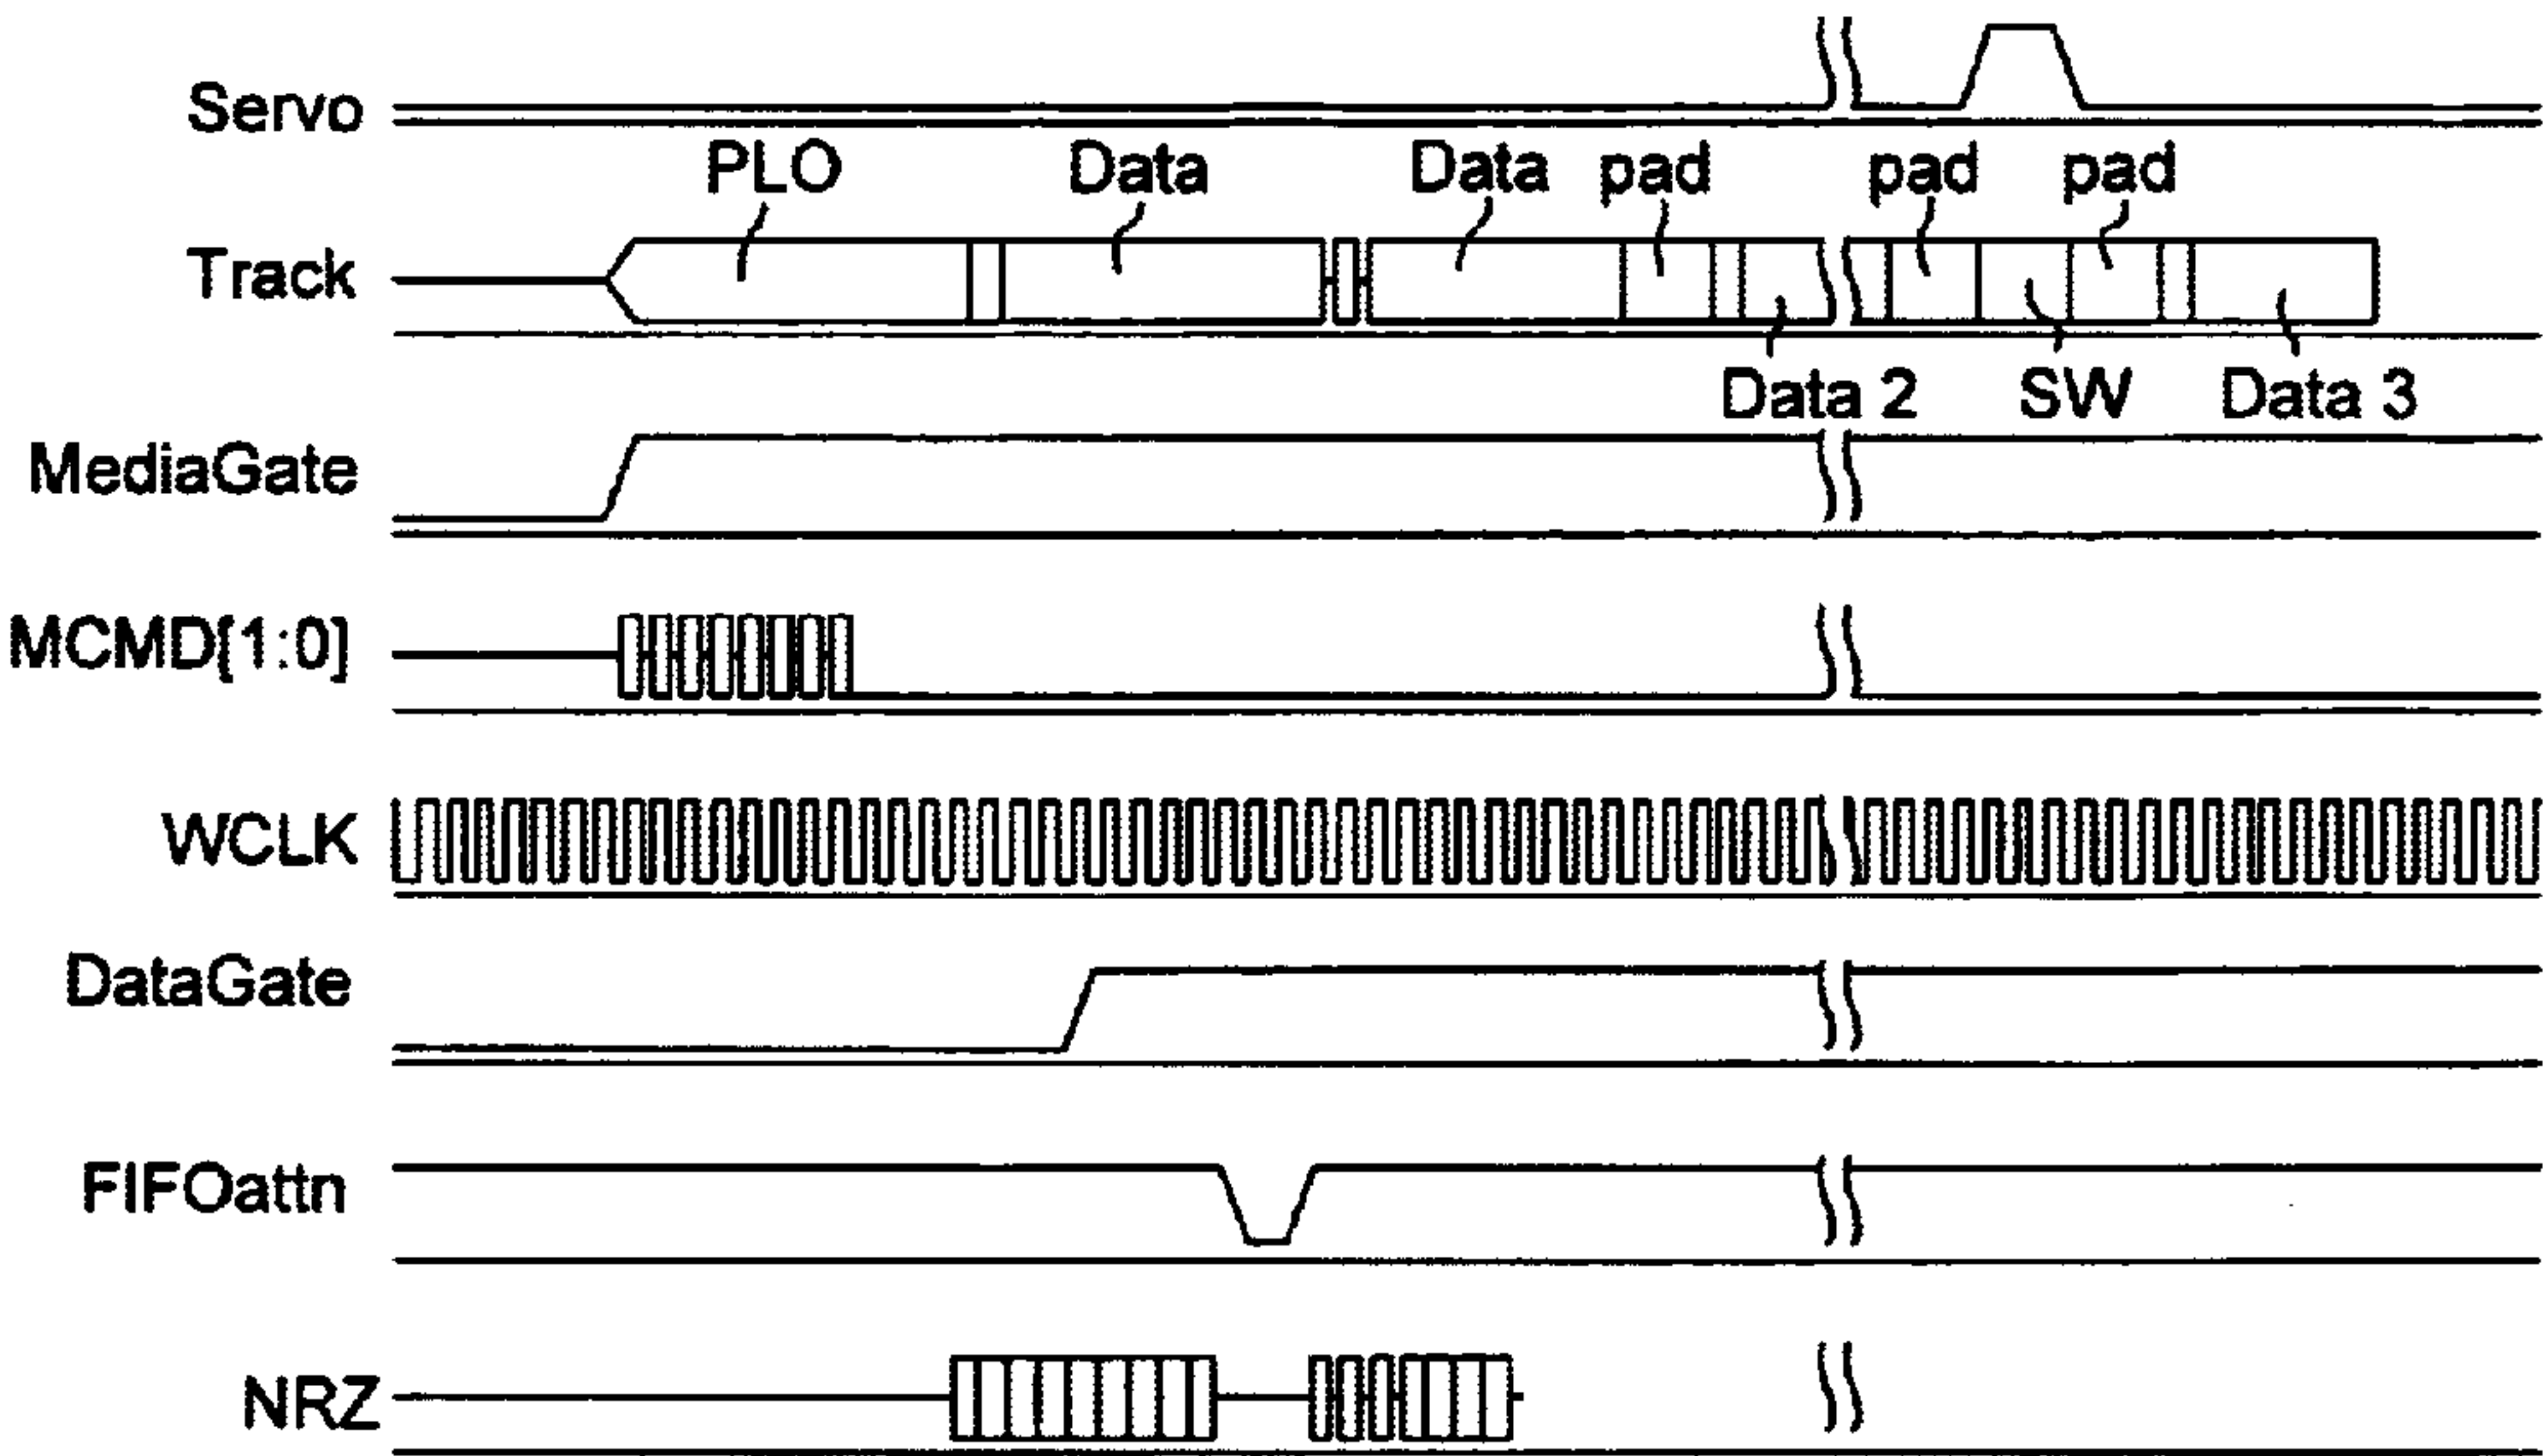 Servo
PLO Data Data pad pad pad
Track
Data 2 SW Data 3
MediaGate
MCMD[1:0]
WCLK
DataGate
FIFOattn
NRZ